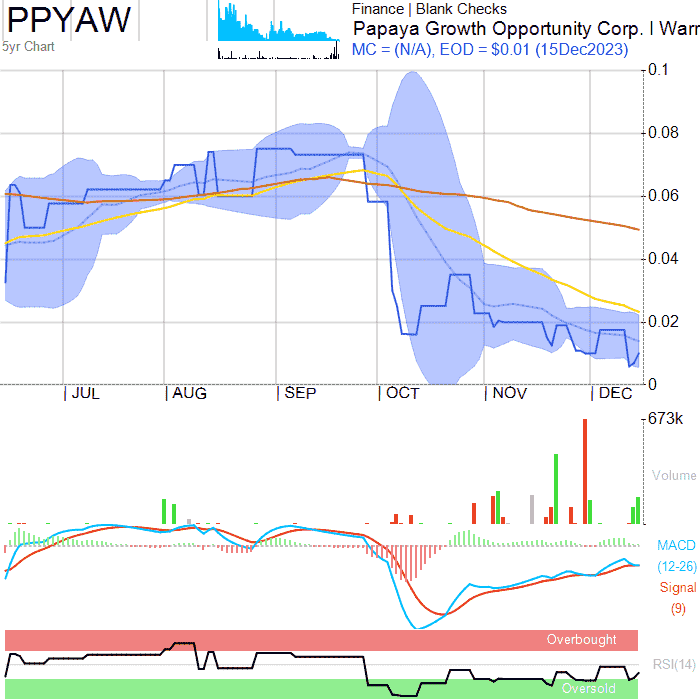 PPYAW
5yr Chart
Finance | Blank Checks
Papaya Growth Opportunity Corp. I Warr
MC = (N/A), EOD = $0.01 (15Dec2023)
0.1
0.08
0.06
0.04
0.02
0
JUL AUG SEP OCT NOV DEC
673k
Volume
MACD
(12-26)
Signal
(9)
Overbought
RSI(14)
Oversold